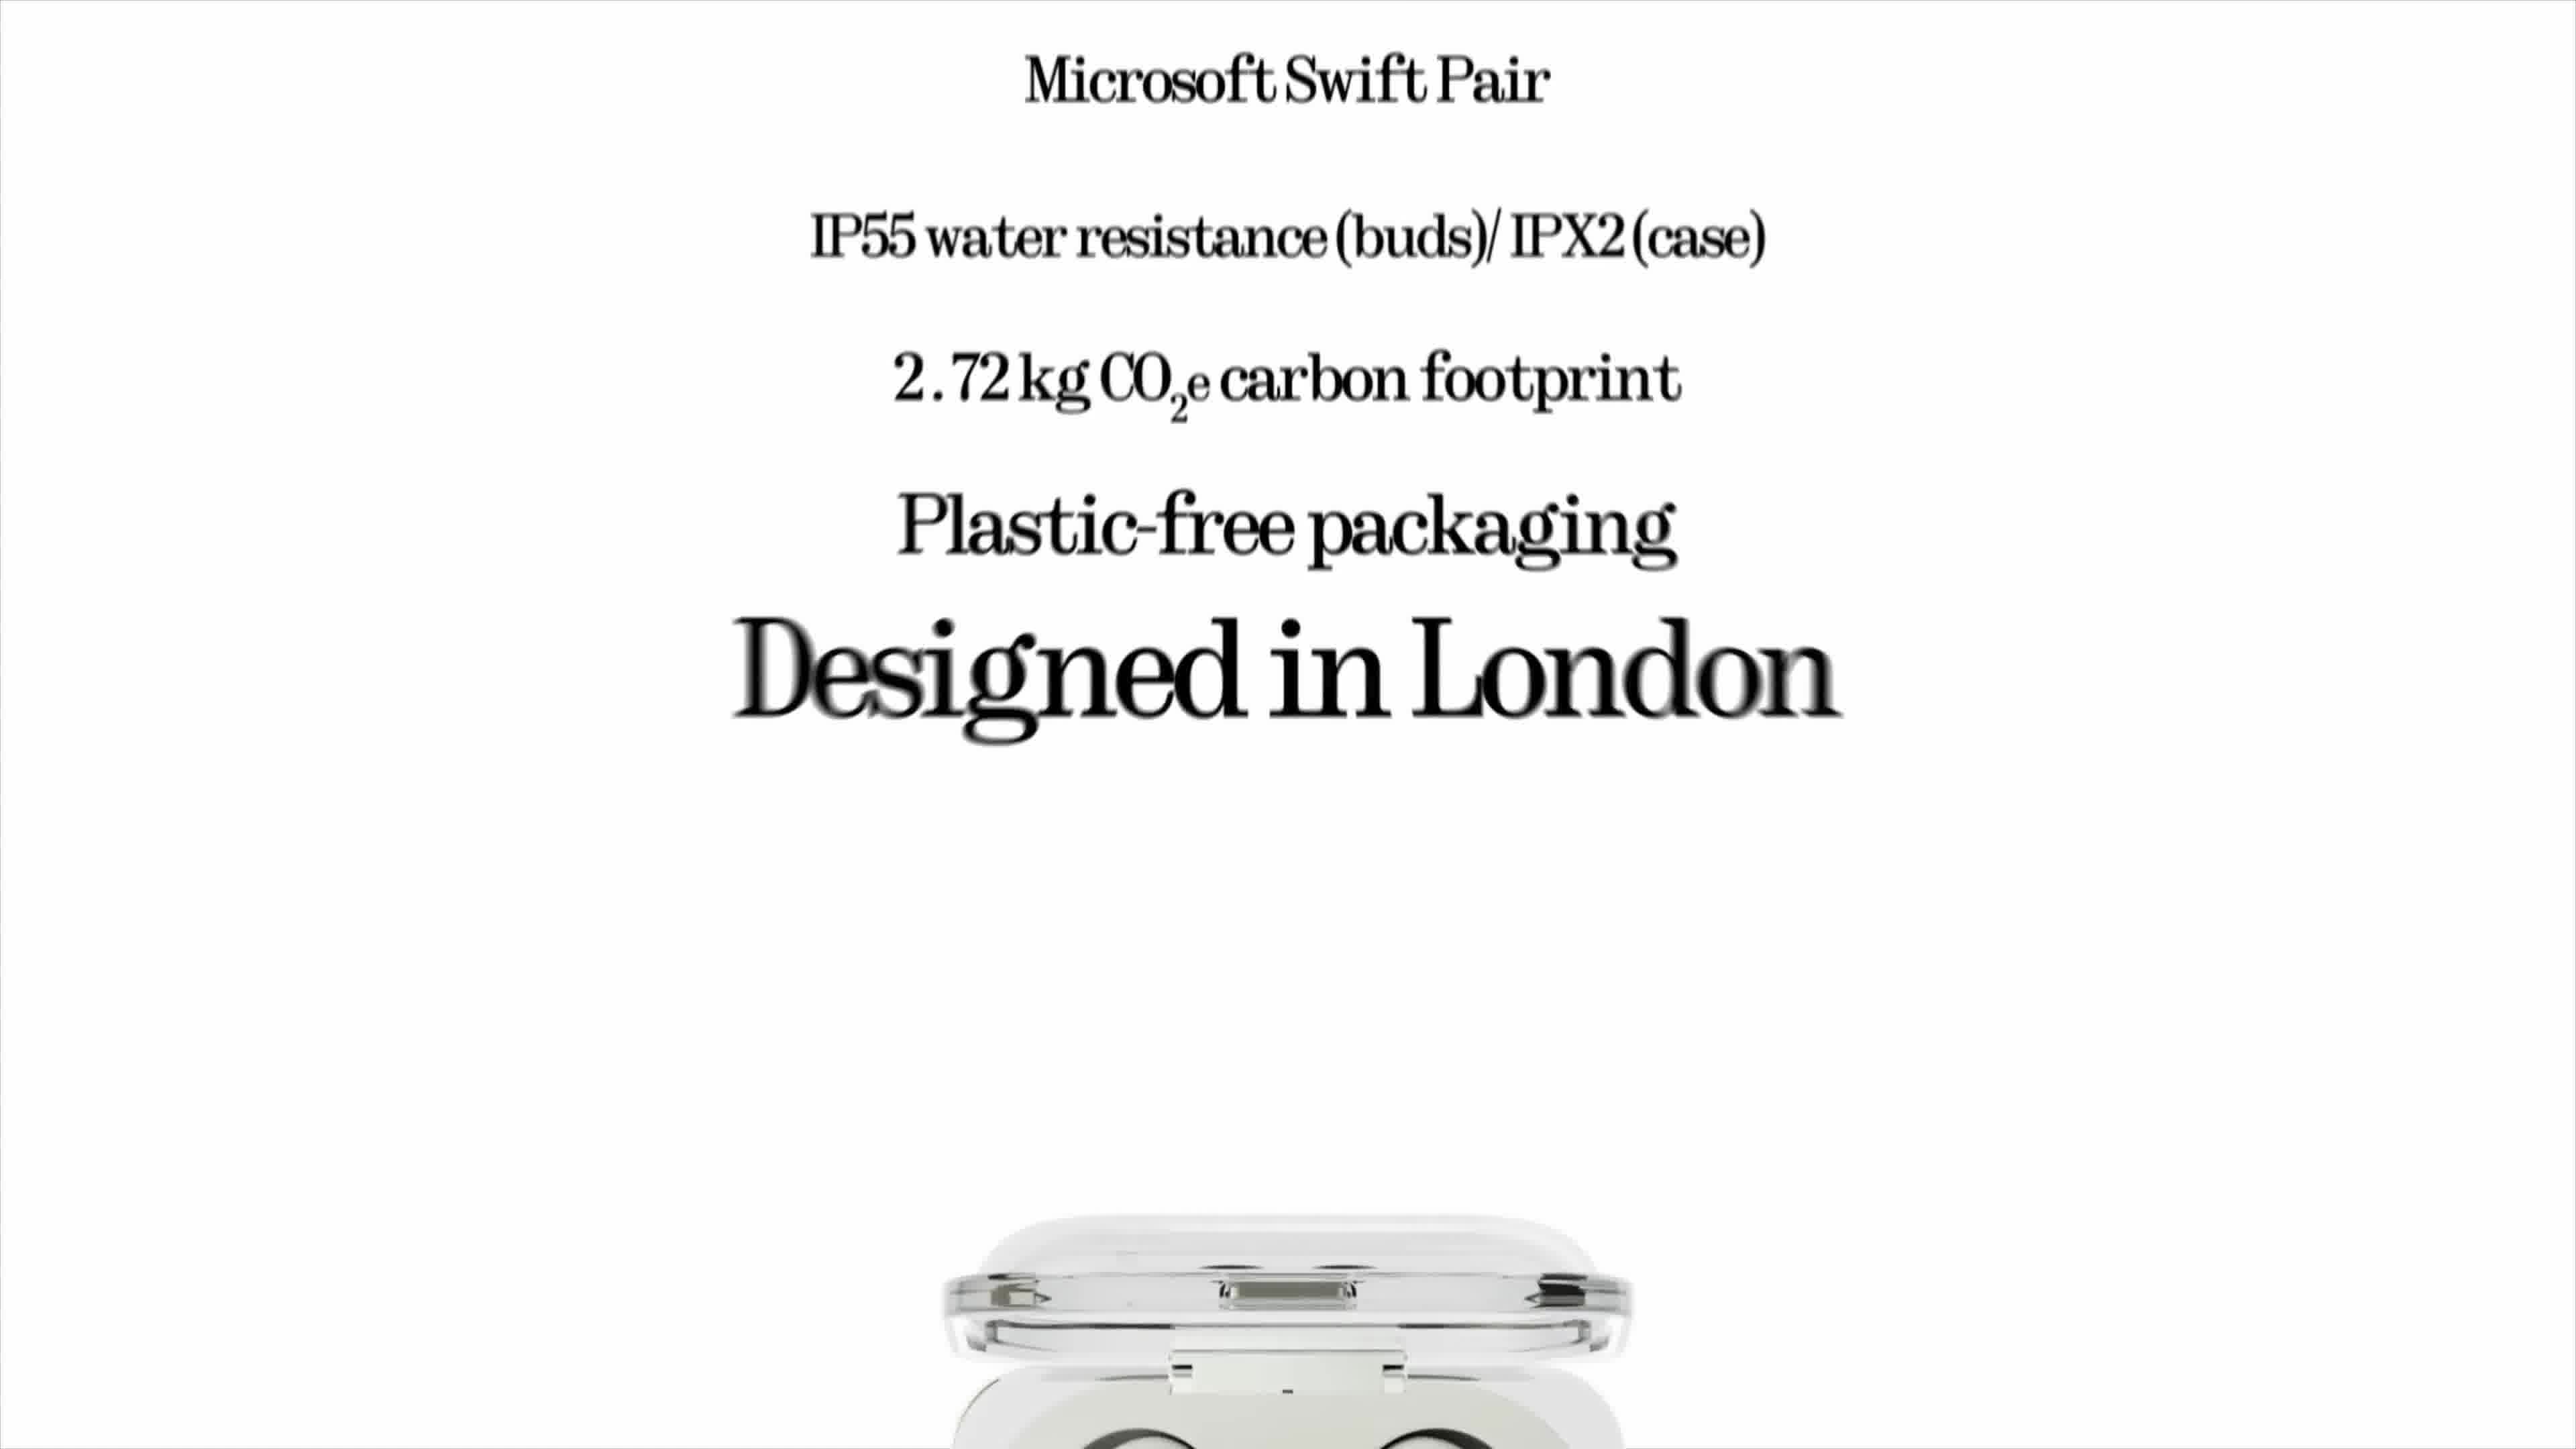 Microsoft Swift Pair
IP55 water resistance (buds)/ IPX2 (case)
2.72 kg CO₂e carbon footprint
Plastic-free packaging
Designed in London